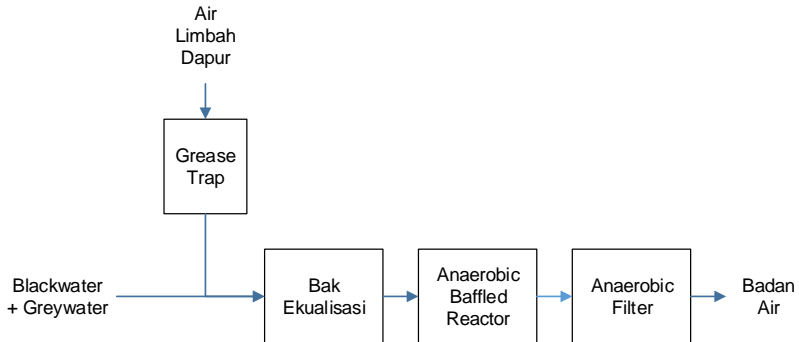 Air
Limbah
Dapur
Grease
Trap
Blackwater
+ Greywater
Bak
Ekualisasi
Anaerobic
Baffled
Reactor
Anaerobic
Filter
Badan
Air